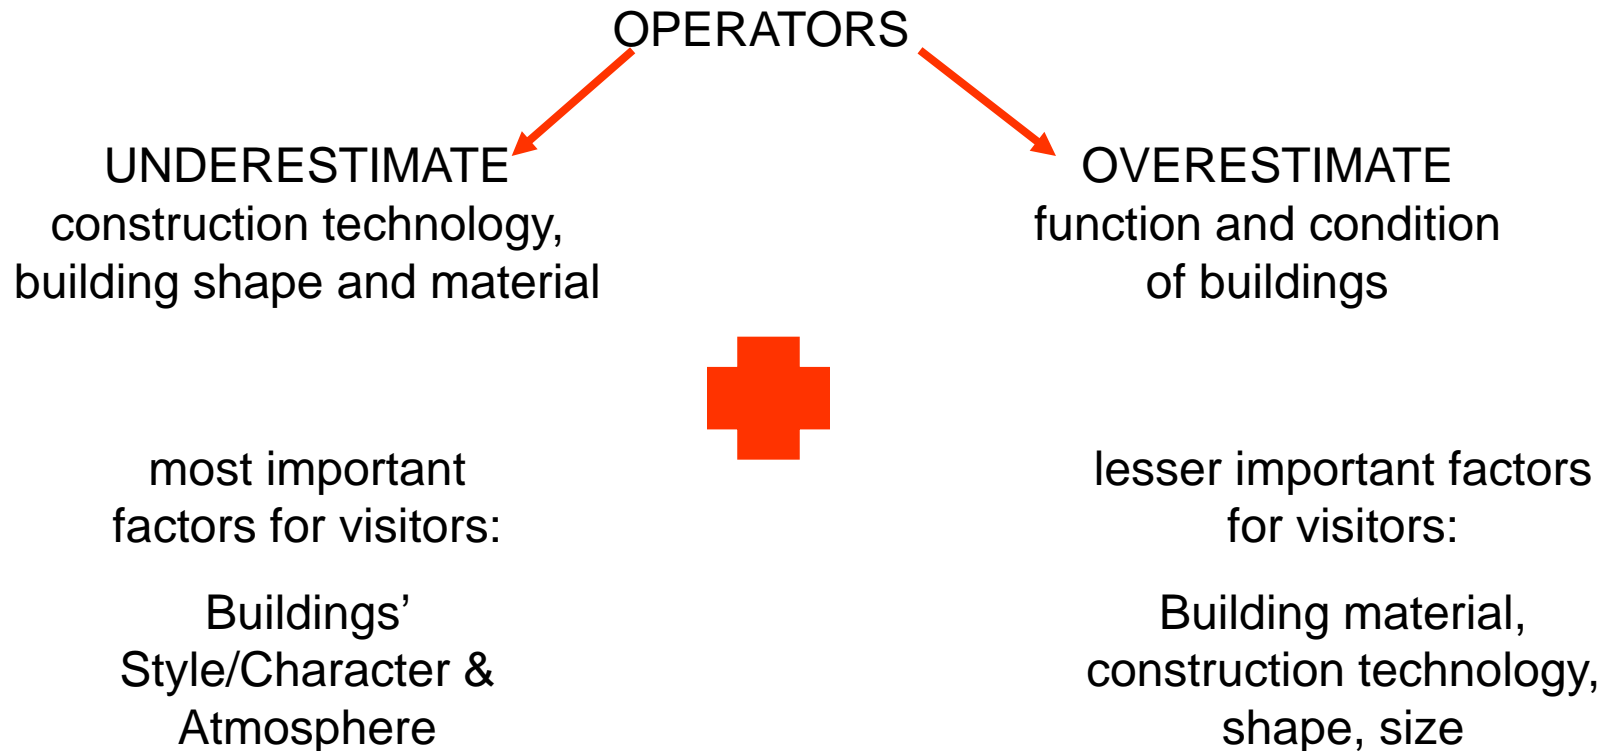 OPERATORS
UNDERESTIMATE
construction technology,
building shape and material
OVERESTIMATE
function and condition
of buildings
most important
factors for visitors:
Buildings’
Style/Character &
Atmosphere
lesser important factors
for visitors:
Building material,
construction technology,
shape, size